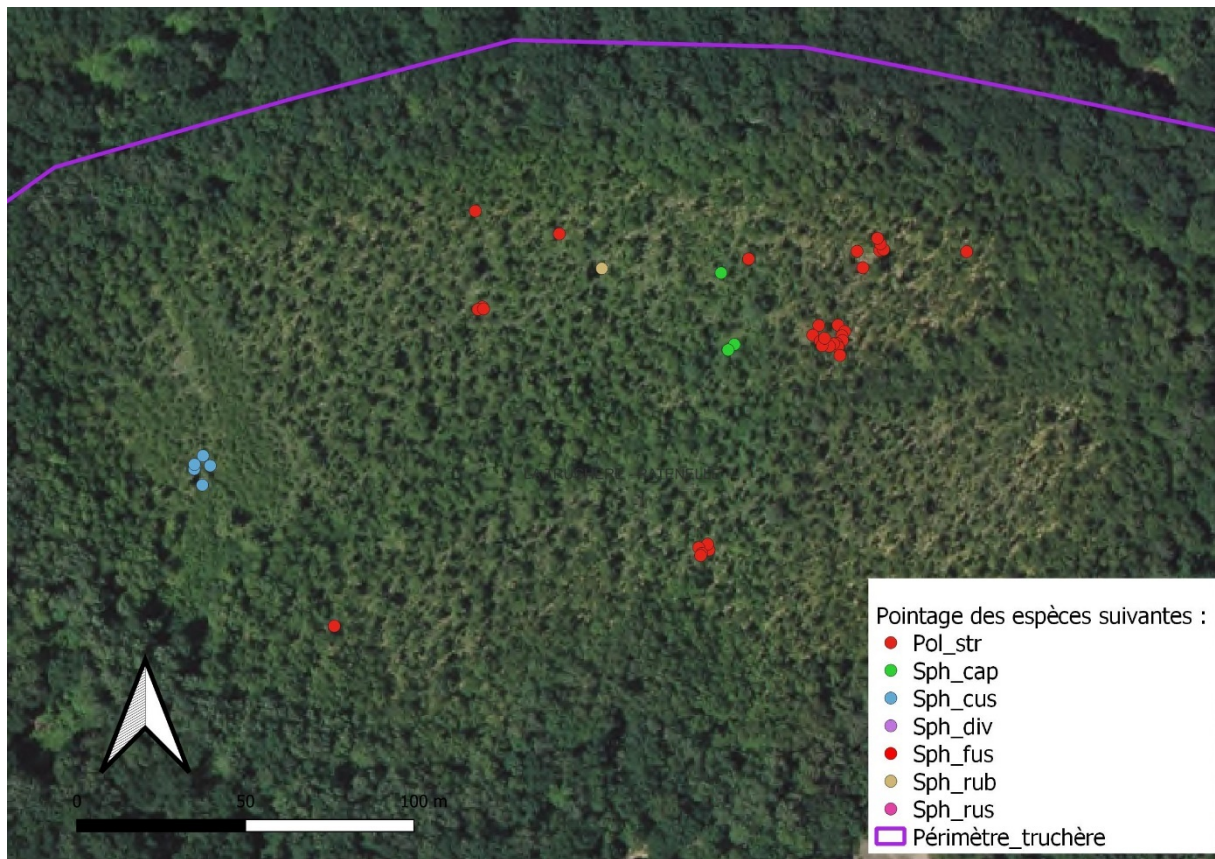 0 50 100 m
Pointage des espèces suivantes :
Pol_str
Sph_cap
Sph_cus
Sph_div
Sph_fus
Sph_rub
Sph_rus
Périmètre_truchère